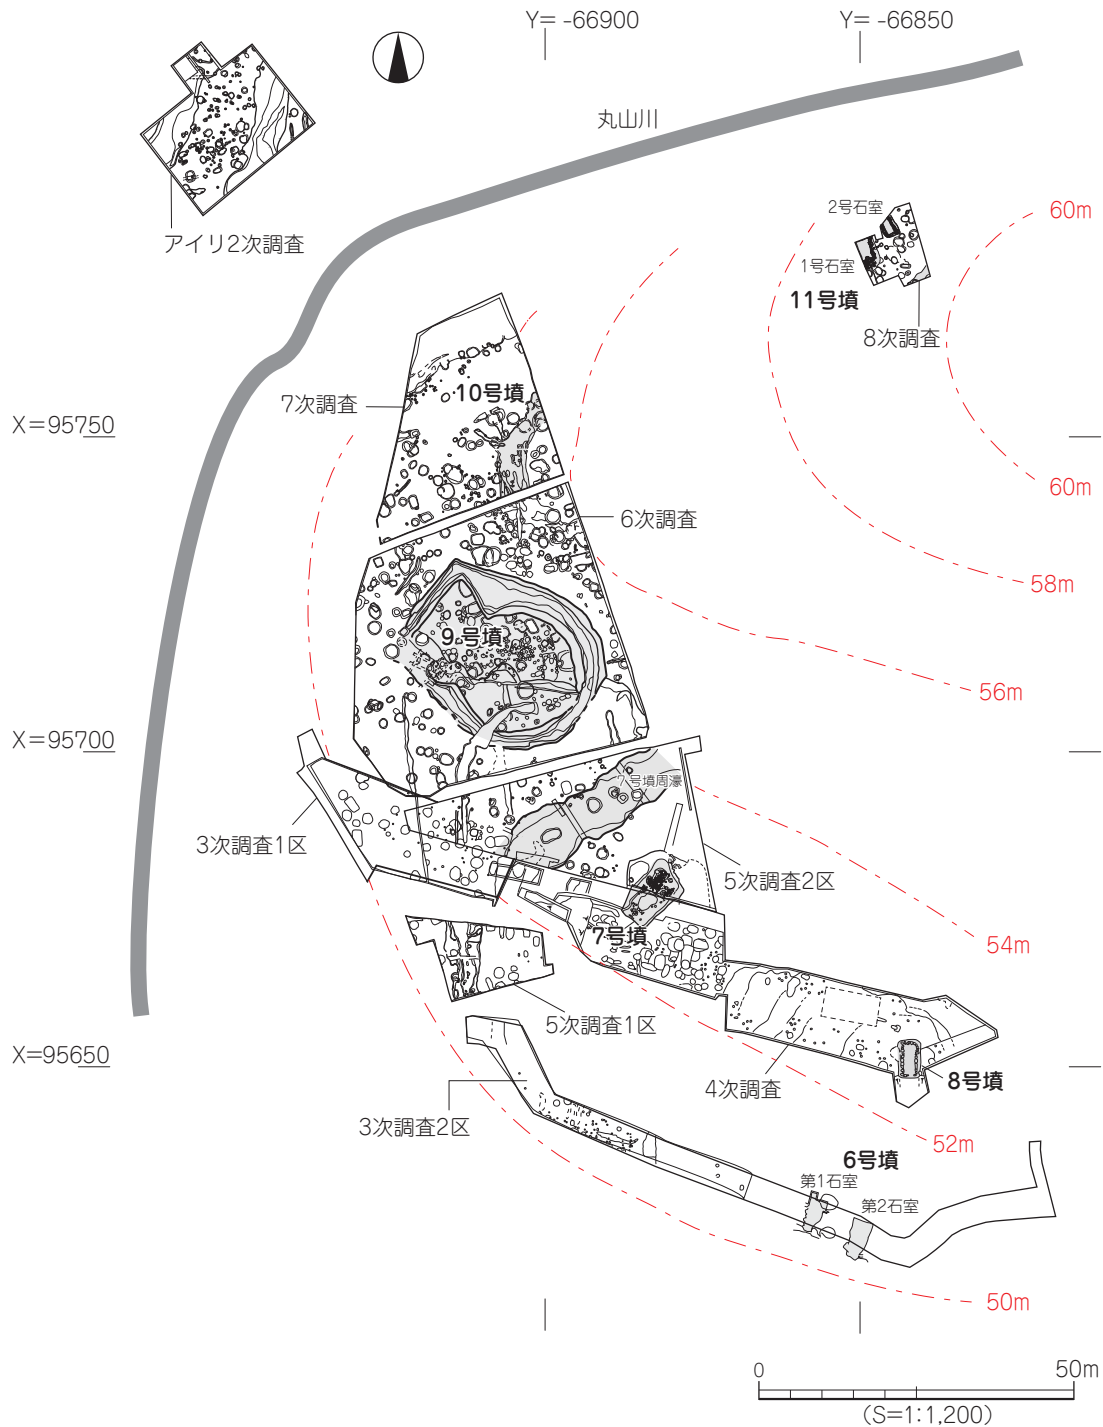 Y= -66900
Y= -66850
丸山川
アイリ2次調査
2号石室
60m
1号石室
11号墳
8次調査
10号墳
7次調査
X=95750
60m
6次調査
58m
9号墳
56m
X=95700
7号墳周濠
3次調査1区
5次調査2区
7号墳
54m
5次調査1区
X=95650
8号墳
4次調査
3次調査2区
52m
6号墳
第1石室
第2石室
50m
0
50m
(S=1:1,200)